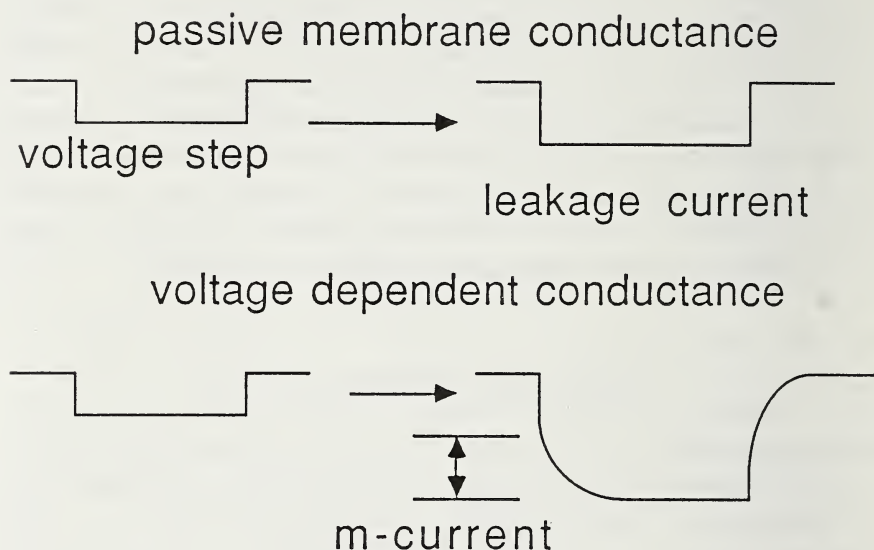 passive membrane conductance
voltage step
leakage current
voltage dependent conductance
m-current